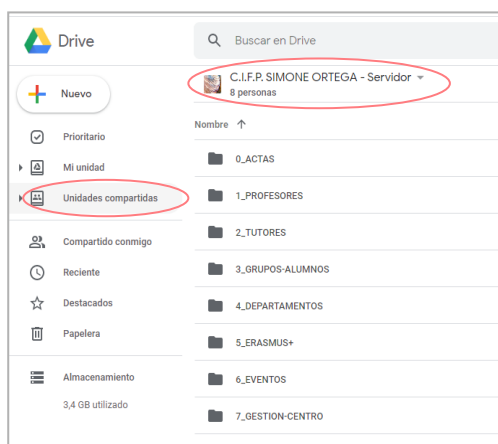 Drive
Buscar en Drive
Nuevo
Prioritario
Mi unidad
Unidades compartidas
Compartido conmigo
Reciente
Destacados
Papelera
Almacenamiento
3,4 GB utilizado
C.I.F.P. SIMONE ORTEGA - Servidor
8 personas
Nombre
0_ACTAS
1_PROFESORES
2_TUTORES
3_GRUPOS-ALUMNOS
4_DEPARTAMENTOS
5_ERASMUS+
6_EVENTOS
7_GESTION-CENTRO